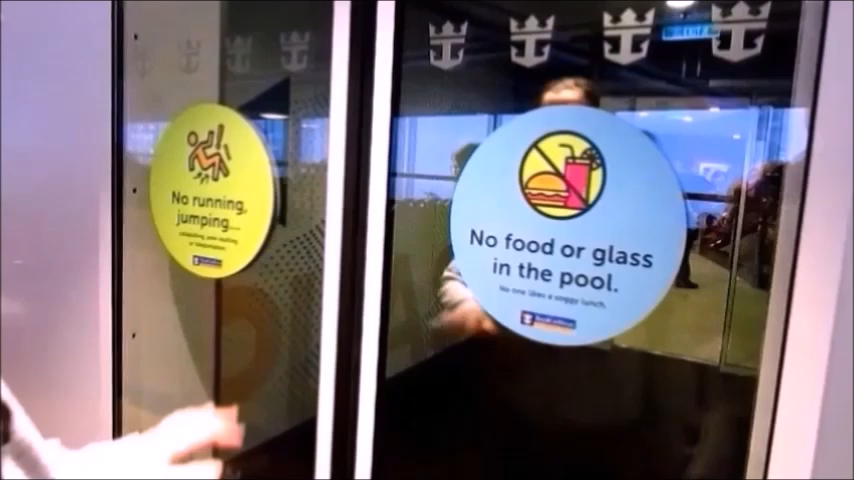 No running,
jumping...
No food or glass
in the pool.
No one likes a soggy lunch.